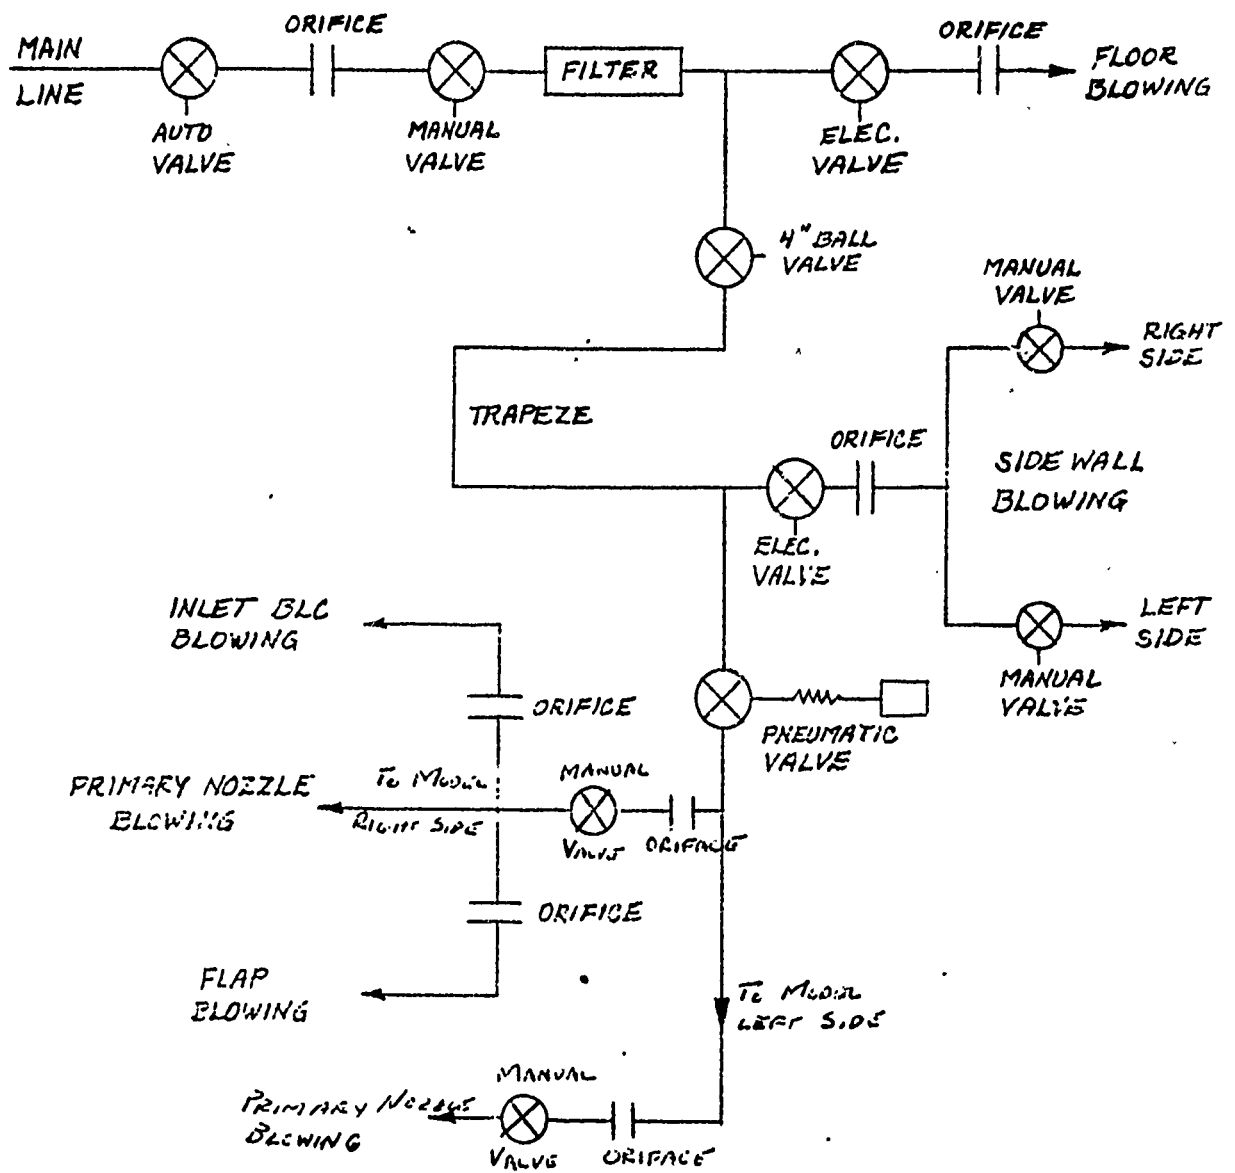 MAIN
LINE
ORIFICE
AUTO
VALVE
MANUAL
VALVE
FILTER
ELEC.
VALVE
ORIFICE
FLOOR
BLOWING
4" BALL
VALVE
MANUAL
VALVE
RIGHT
SIDE
TRAPEZE
ORIFICE
SIDE WALL
BLOWING
ELEC.
VALVE
LEFT
SIDE
MANUAL
VALVE
INLET BLC
BLOWING
ORIFICE
PNEUMATIC
VALVE
PRIMARY NOZZLE
BLOWING
TO MODEL
RIGHT SIDE
MANUAL
VALVE
ORIFACE
ORIFICE
FLAP
BLOWING
TO MODEL
LEFT SIDE
MANUAL
PRIMARY NOZZLE
BLOWING
VALVE
ORIFACE